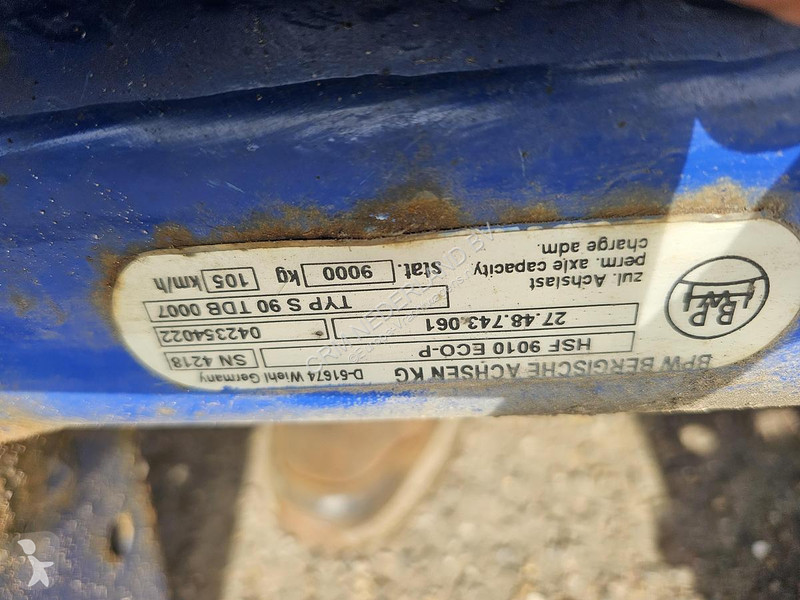 BPW BERGISCHE ACHSEN KG D-51674 Wiehl Germany
HSF 9010 ECO-P SN 4218
27.48.743.061 042354022
TYP S 90 TDB 0007
zul. Achslast
perm. axle capacity Stat. 9000 kg 105 km/h
charge adm.
BPW